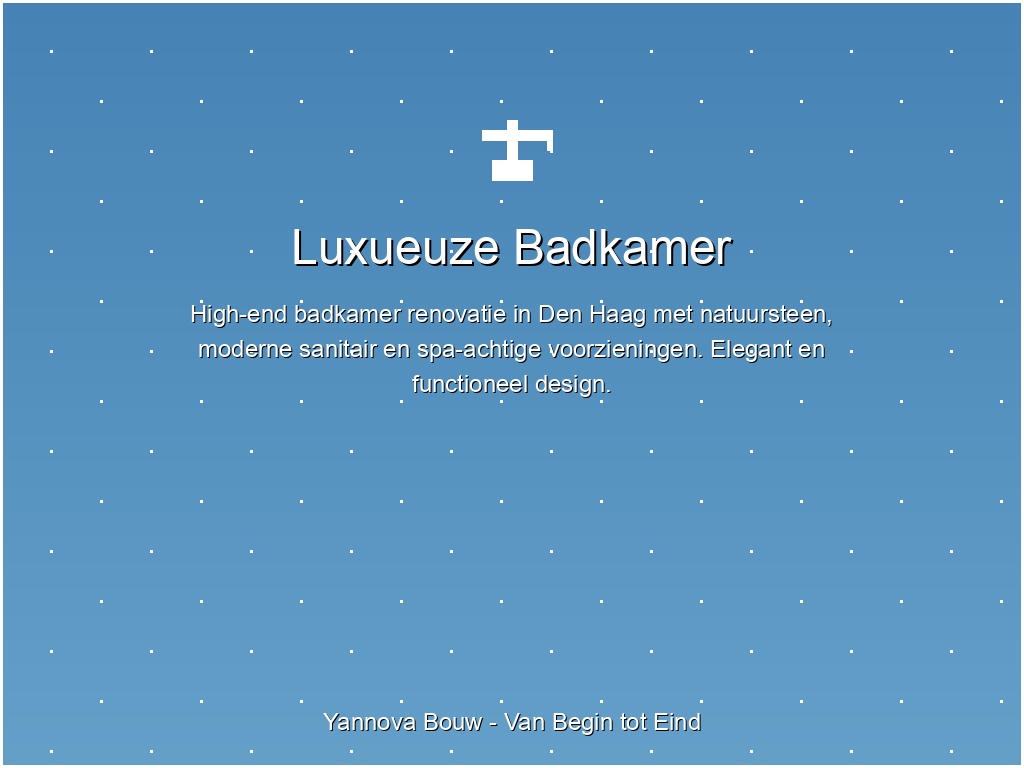 Luxueuze Badkamer
High-end badkamer renovatie in Den Haag met natuursteen,
moderne sanitair en spa-achtige voorzieningen. Elegant en
functioneel design.
Yannova Bouw - Van Begin tot Eind